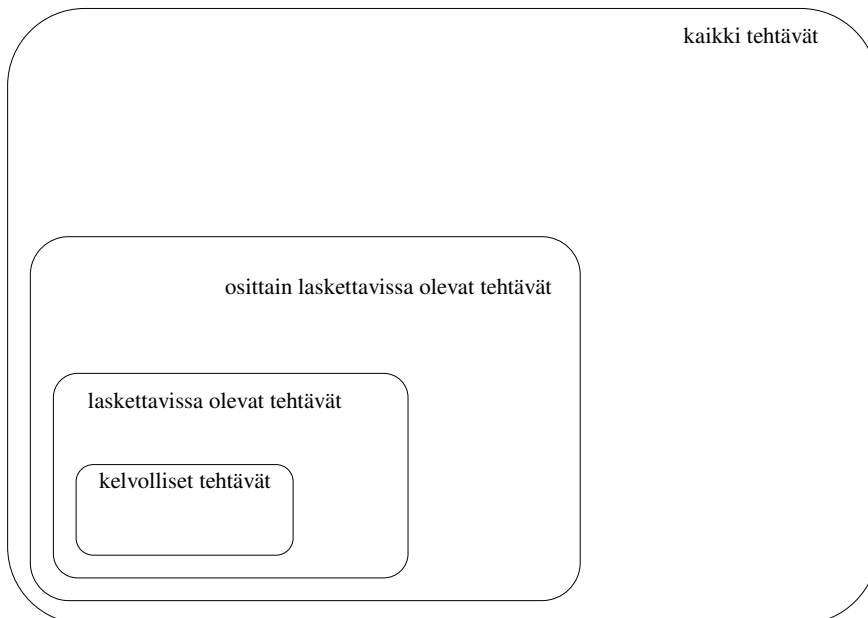 kaikki tehtävät
osittain laskettavissa olevat tehtävät
laskettavissa olevat tehtävät
kelvolliset tehtävät